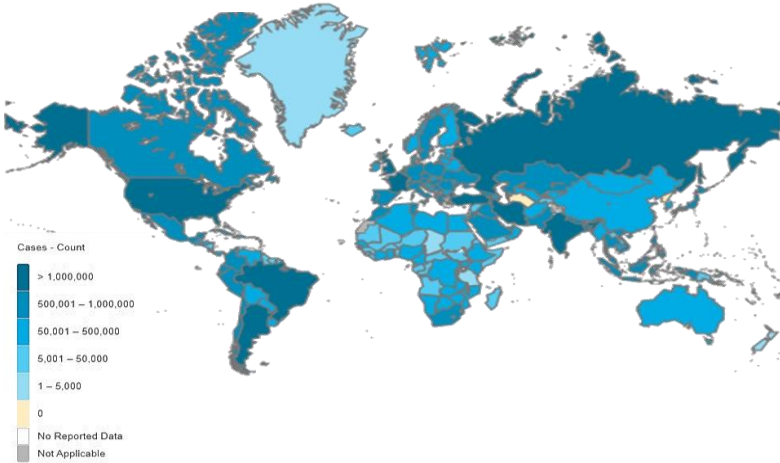 Cases - Count
> 1,000,000
500,001 – 1,000,000
50,001 – 500,000
5,001 – 50,000
1 – 5,000
0
No Reported Data
Not Applicable